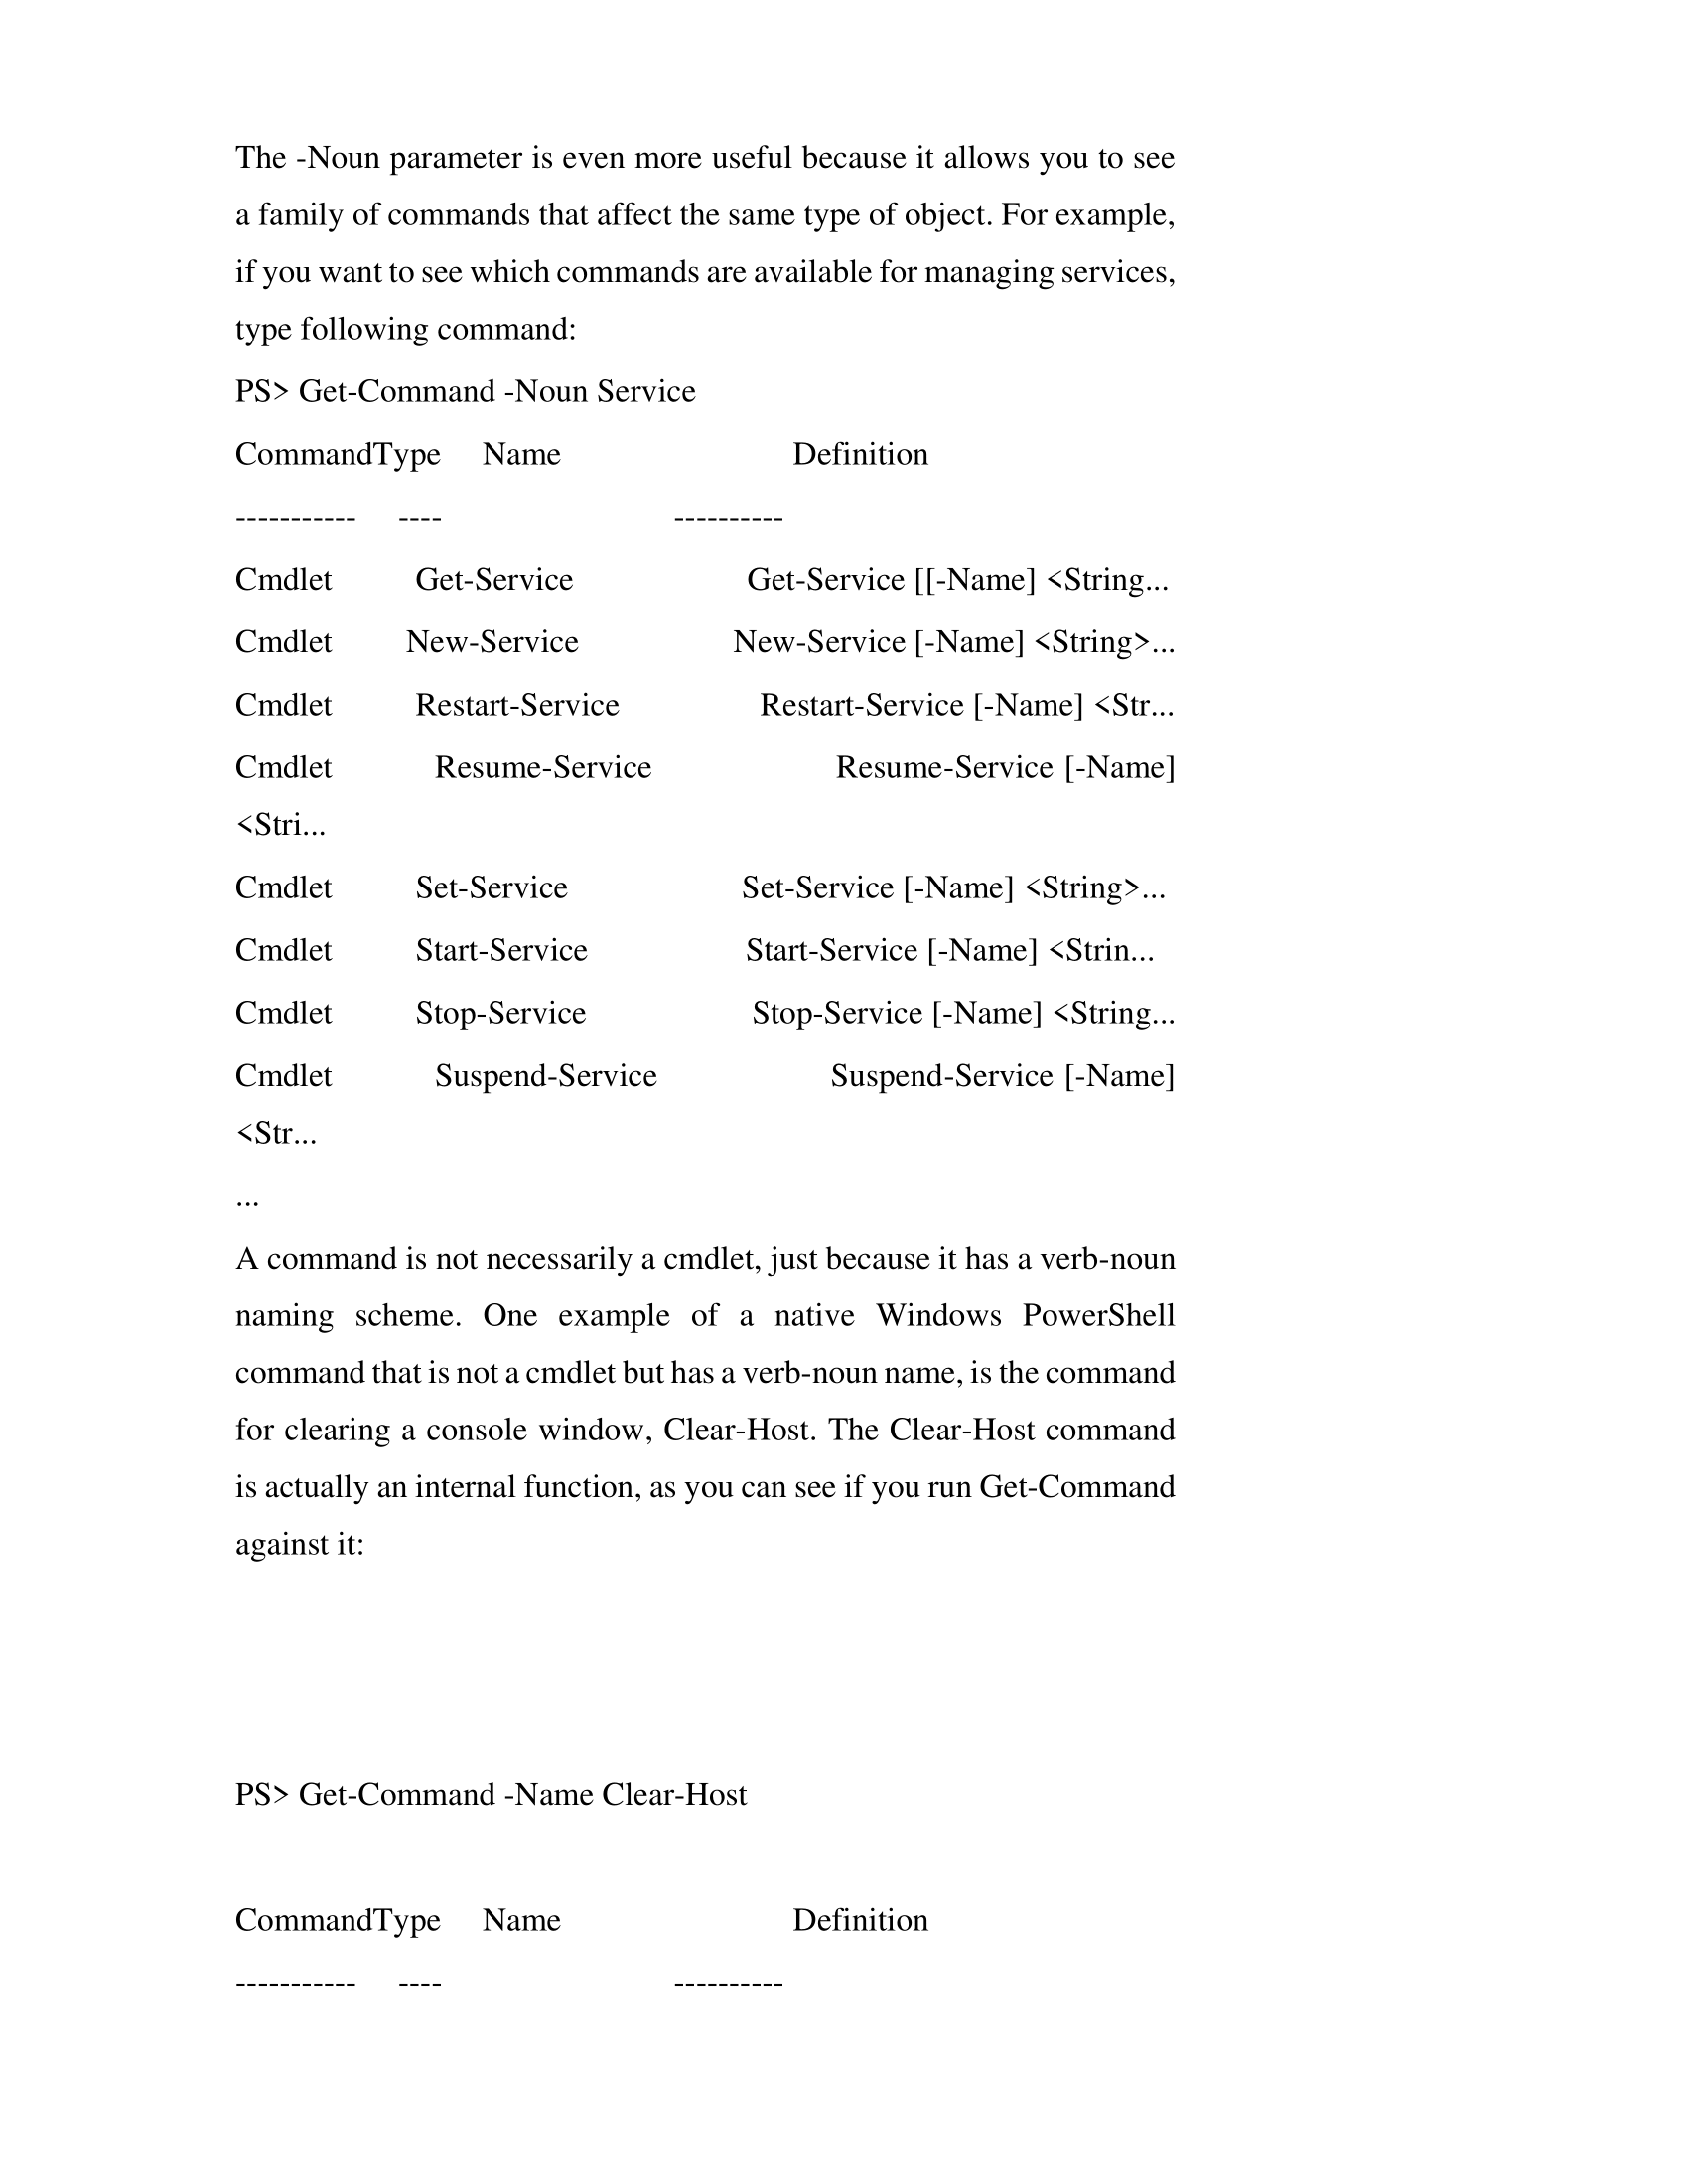 The -Noun parameter is even more useful because it allows you to see
a family of commands that affect the same type of object. For example,
if you want to see which commands are available for managing services,
type following command:
PS> Get-Command -Noun Service
CommandType Name Definition
----------- ---- ----------
Cmdlet Get-Service Get-Service [[-Name] <String...
Cmdlet New-Service New-Service [-Name] <String>...
Cmdlet Restart-Service Restart-Service [-Name] <Str...
Cmdlet Resume-Service Resume-Service [-Name]
<Stri...
Cmdlet Set-Service Set-Service [-Name] <String>...
Cmdlet Start-Service Start-Service [-Name] <Strin...
Cmdlet Stop-Service Stop-Service [-Name] <String...
Cmdlet Suspend-Service Suspend-Service [-Name]
<Str...
...
A command is not necessarily a cmdlet, just because it has a verb-noun
naming scheme. One example of a native Windows PowerShell
command that is not a cmdlet but has a verb-noun name, is the command
for clearing a console window, Clear-Host. The Clear-Host command
is actually an internal function, as you can see if you run Get-Command
against it:
PS> Get-Command -Name Clear-Host
CommandType Name Definition
----------- ---- ----------